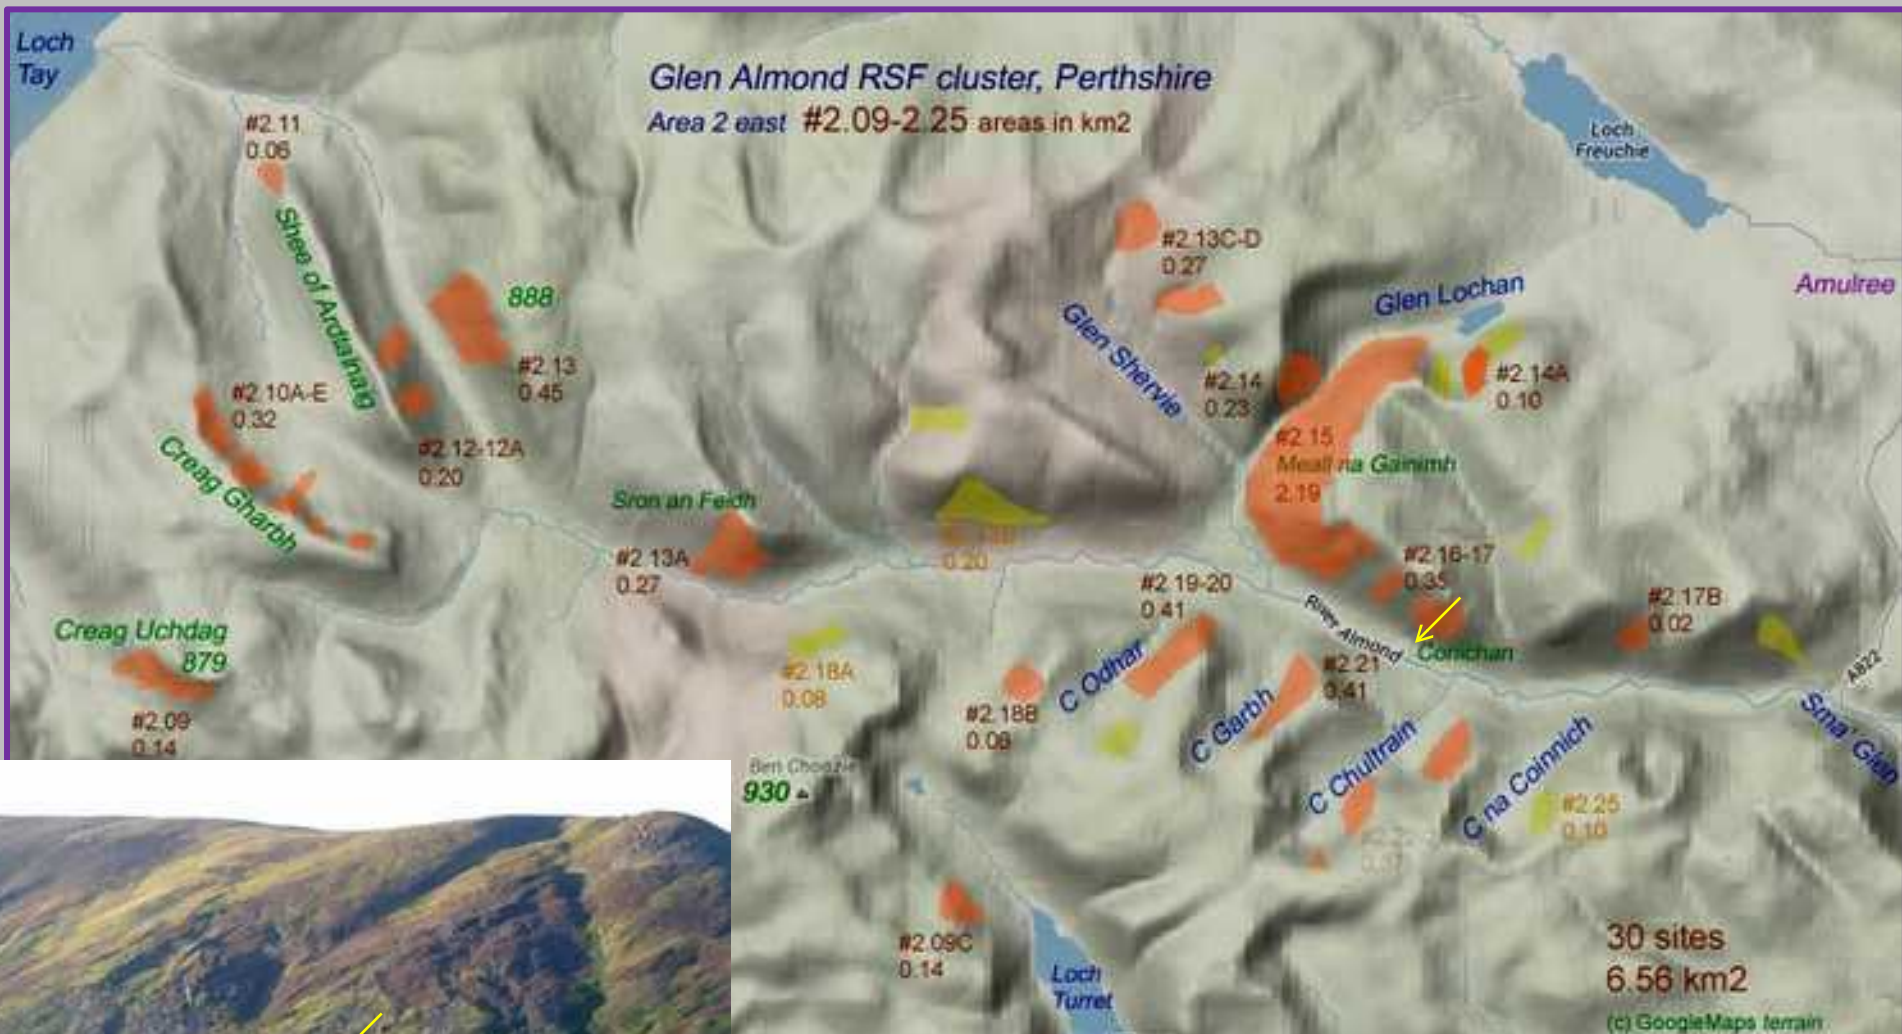 Loch
Tay
Glen Almond RSF cluster, Perthshire
Area 2 east #2.09-2.25 areas in km2
#2.11
0.06
Loch
Freuchie
Amulree
Shee of Ardtalnaig
888
#2.13
0.45
#2.13C-D
0.27
Glen Shervie
Glen Lochan
#2.14
0.23
#2.14A
0.10
#2.10A-E
0.32
Creag Gharbh
#2.12-12A
0.20
#2.15
Meall na Gainimh
2.19
Sron an Feidh
#2.13A
0.27
0.20
#2.16-17
0.35
#2.19-20
0.41
River Almond
Conichan
#2.17B
0.02
Creag Uchdag
879
#2.09
0.14
#2.18A
0.08
#2.18B
C Odhar
#2.21
0.41
C Garbh
C Chultrain
C na Coinnich
A822
Sma' Glen
Ben Chonzie
930
#2.25
0.10
#2.09C
0.14
Loch
Turret
30 sites
6.56 km2
(c) GoogleMaps terrain